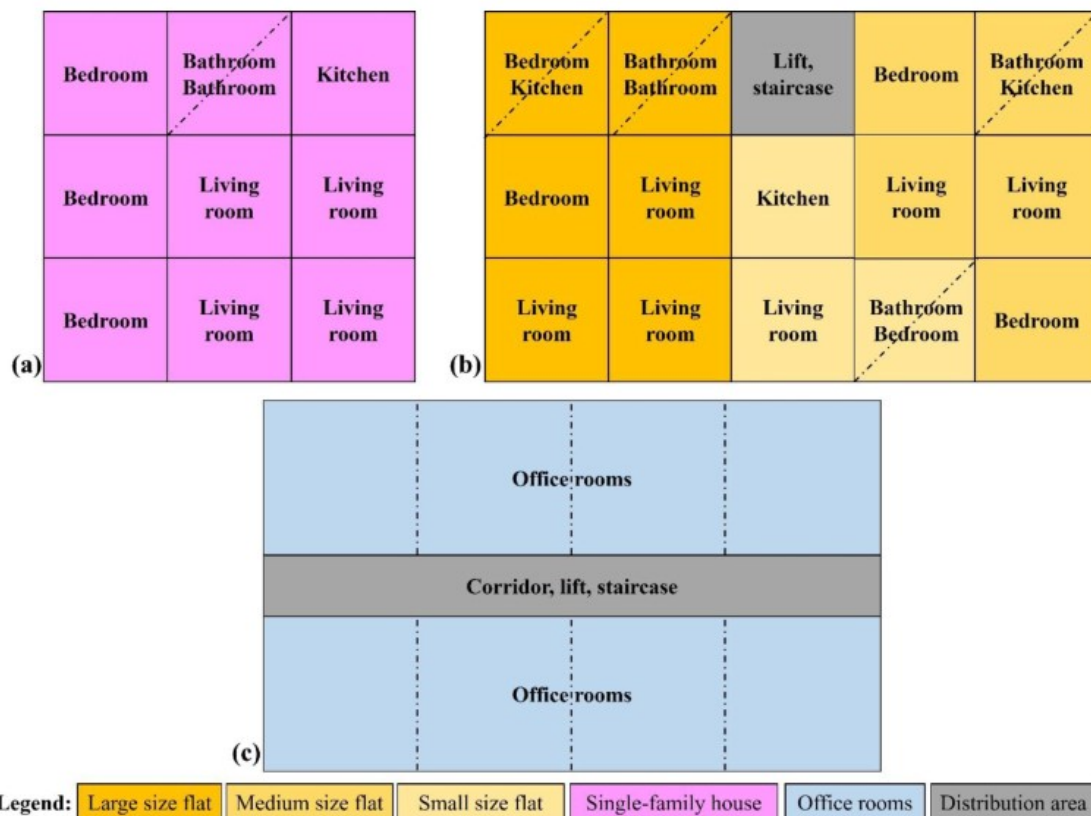 Bedroom
Bathroom
Bathroom
Kitchen
Bedroom
Living
room
Living
room
Bedroom
Living
room
Living
room
(a)
Bedroom
Kitchen
Bathroom
Bathroom
Lift,
staircase
Bedroom
Bathroom
Kitchen
Bedroom
Living
room
Kitchen
Living
room
Living
room
Living
room
Living
room
Living
room
Bathroom
Bedroom
Bedroom
(b)
Office rooms
Corridor, lift, staircase
Office rooms
(c)
Legend: Large size flat Medium size flat Small size flat Single-family house Office rooms Distribution area